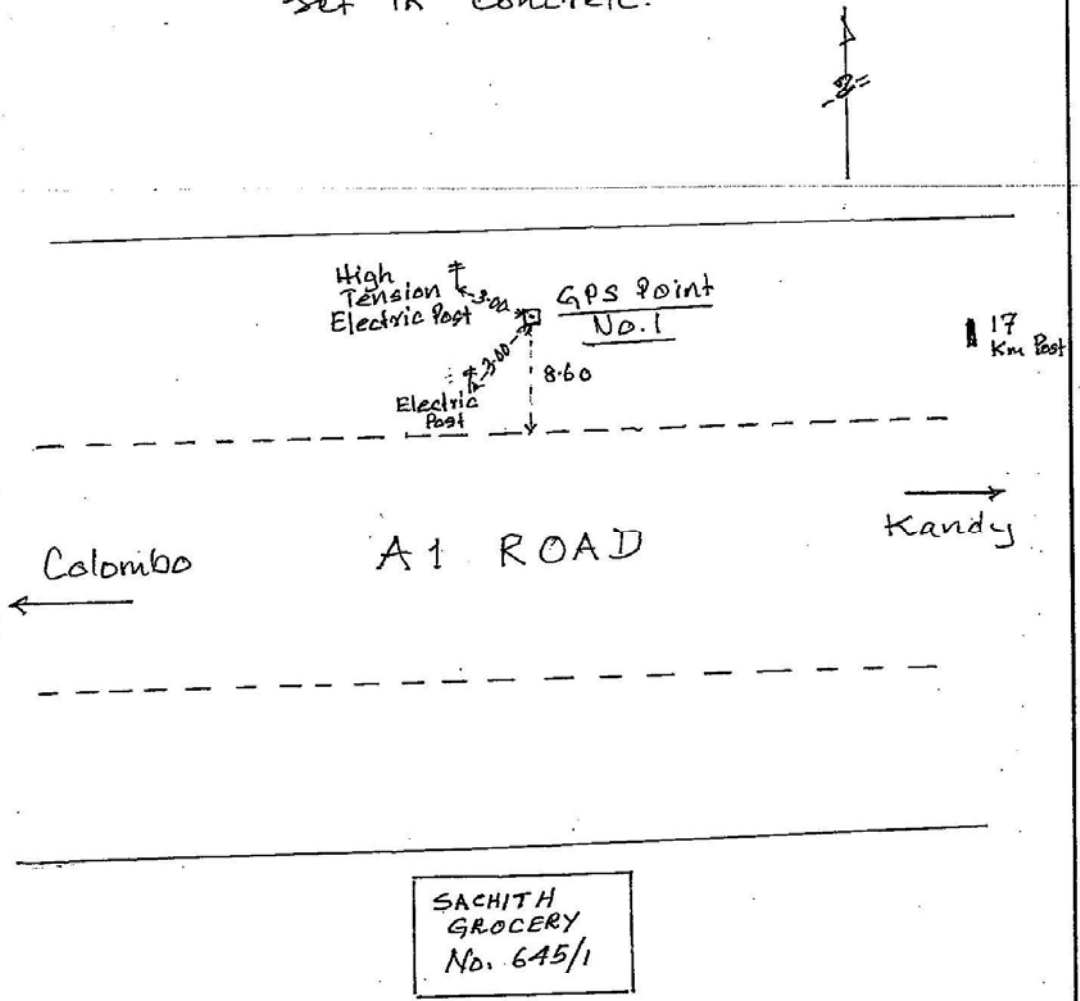 set in concrete.
High
Tension
Electric Post
3.00
GPS Point
No. 1
17
Km Post
3.00
8.60
Electric
Post
Kandy
Colombo
A1 ROAD
SACHITH
GROCERY
No. 645/1